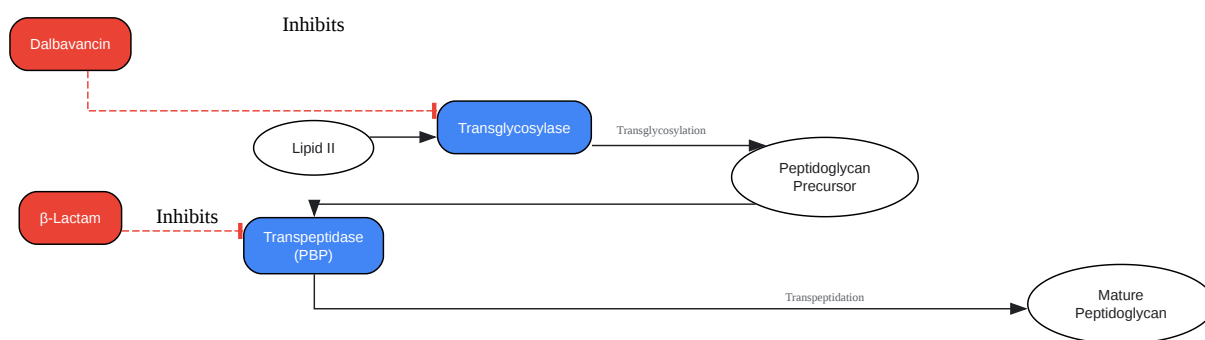 Inhibits
Dalbavancin
Transglycosylase
Transglycosylation
Lipid II
Peptidoglycan
Precursor
β-Lactam
Inhibits
Transpeptidase
(PBP)
Transpeptidation
Mature
Peptidoglycan